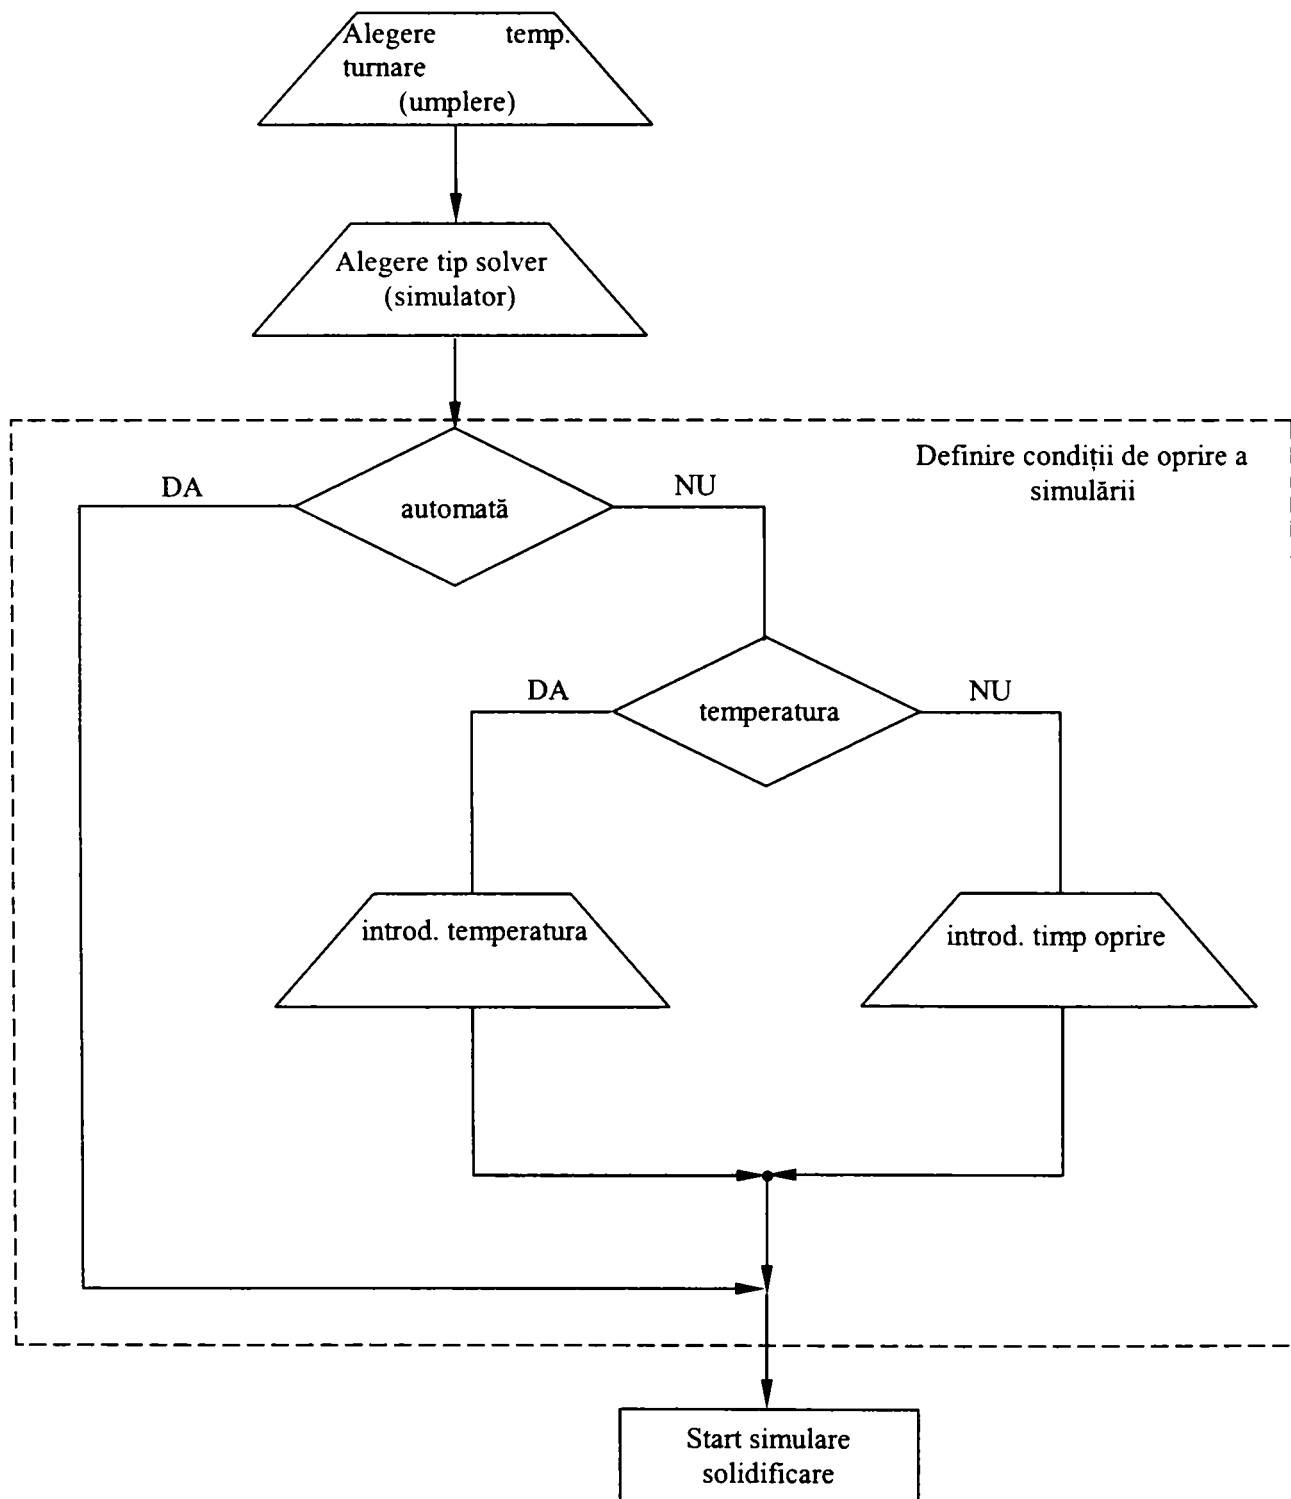 Alegere temp.
turnare
(umplere)
Alegere tip solver
(simulator)
Definire condiții de oprire a
simulării
DA
NU
automată
DA
NU
temperatura
introd. temperatura
introd. timp oprire
Start simulare
solidificare